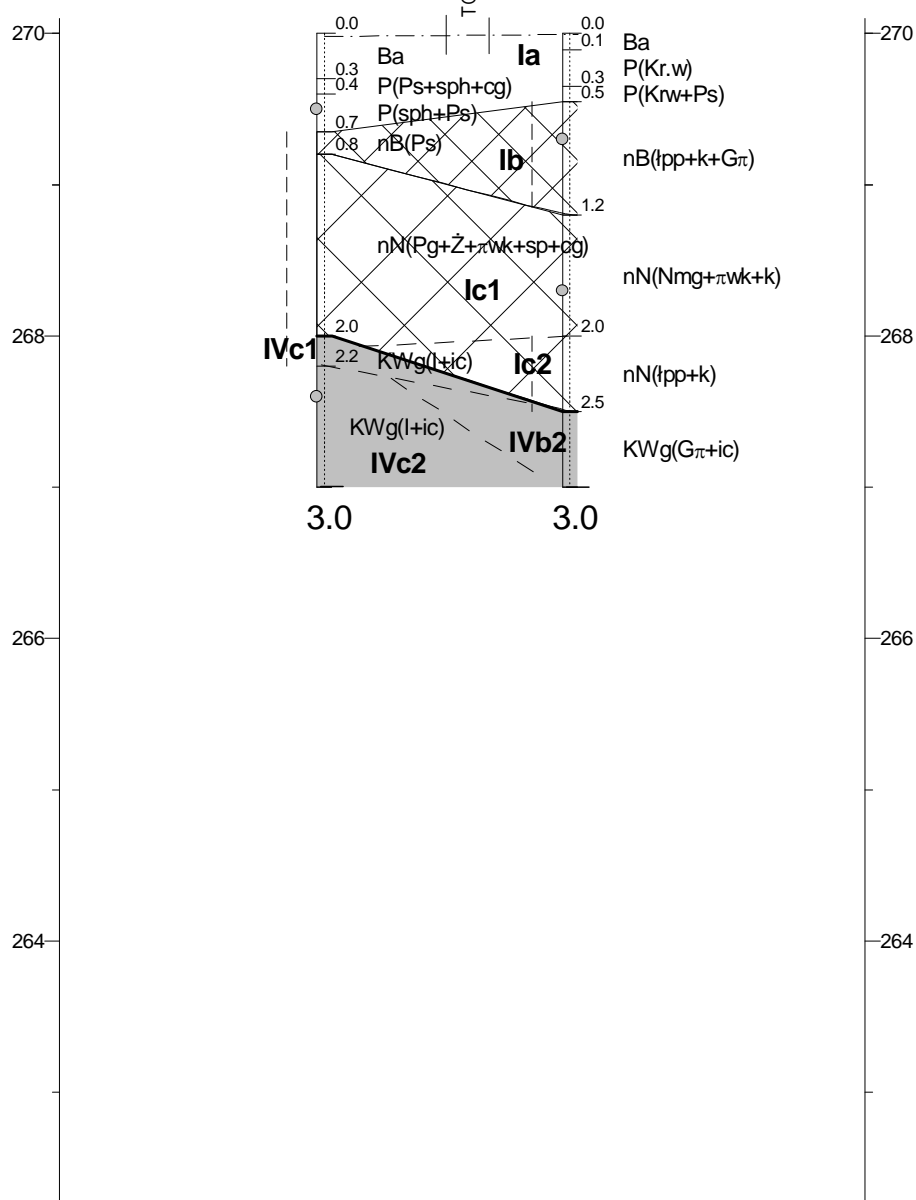 TC
270
0.0
0.0
270
0.1
Ia
Ba
Ba
0.3
P(Kr.w)
0.4
P(Ps+sph+cg)
0.3
0.5
P(Krw+Ps)
P(sph+Ps)
0.7
0.8
nB(Ps)
Ib
nB(łpp+k+Gπ)
1.2
nN(Pg+Ż+πwk+sp+cg)
nN(Nmg+πwk+k)
Ic1
268
2.0
2.0
268
IVc1
2.2
KWg(I+ic)
Ic2
nN(łpp+k)
2.5
KWg(I+ic)
IVb2
KWg(Gπ+ic)
IVc2
3.0
3.0
266
266
264
264